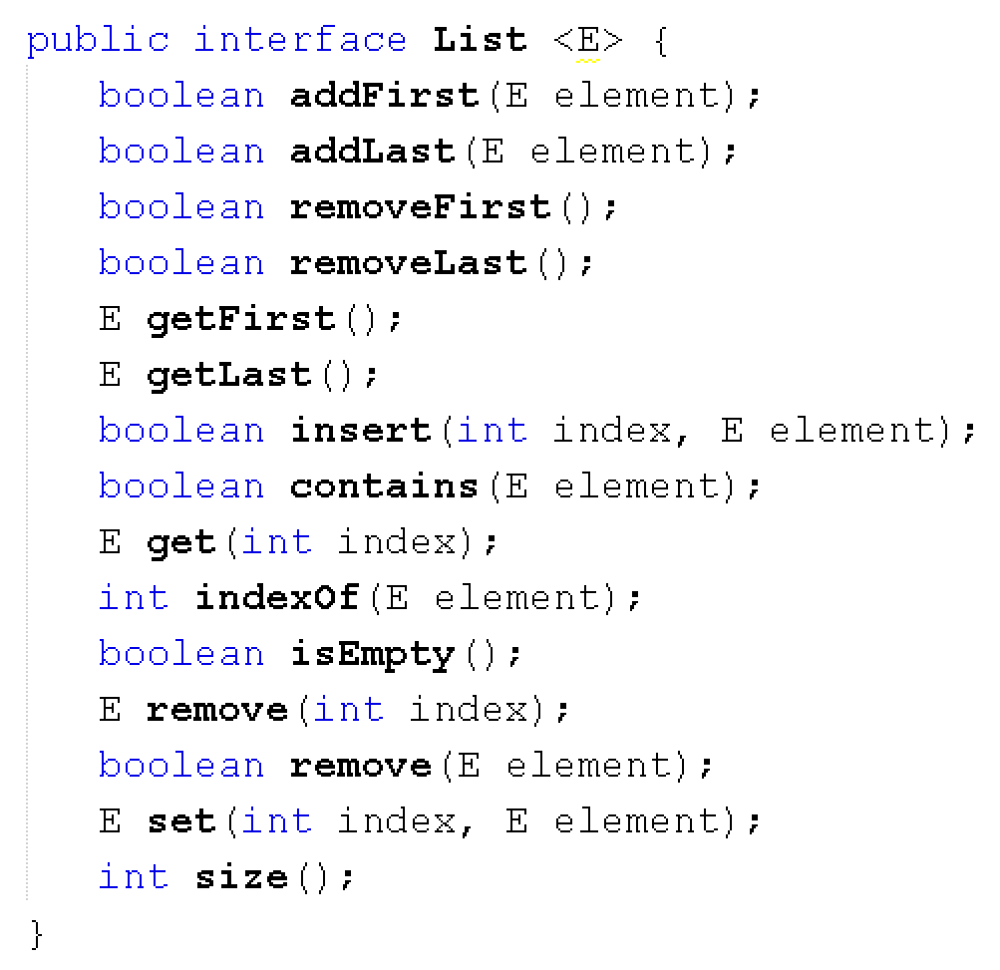 public interface List <E> {
boolean addFirst(E element);
boolean addLast(E element);
boolean removeFirst();
boolean removeLast();
E getFirst();
E getLast();
boolean insert(int index, E element);
boolean contains(E element);
E get(int index);
int indexOf(E element);
boolean isEmpty();
E remove(int index);
boolean remove(E element);
E set(int index, E element);
int size();
}